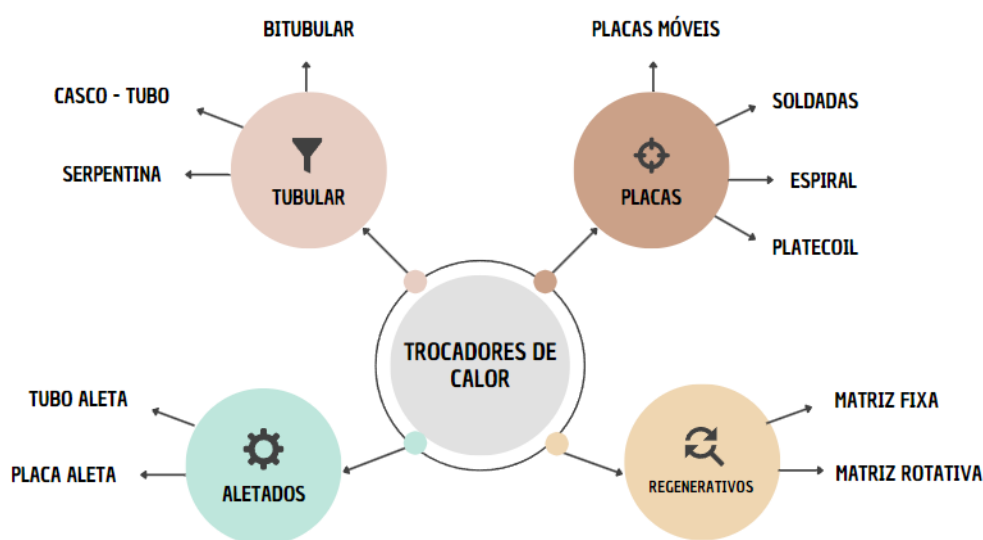 BITUBULAR
CASCO - TUBO
SERPENTINA
TUBULAR
PLACAS MÓVEIS
SOLDADAS
ESPIRAL
PLATECOIL
PLACAS
TROCADORES DE
CALOR
TUBO ALETA
PLACA ALETA
ALETADOS
MATRIZ FIXA
MATRIZ ROTATIVA
REGENERATIVOS